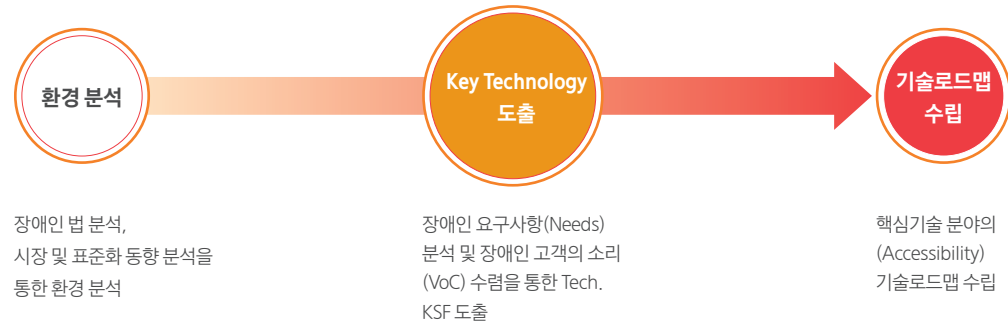 환경 분석
Key Technology
도출
기술로드맵
수립
장애인 법 분석,
시장 및 표준화 동향 분석을
통한 환경 분석
장애인 요구사항(Needs)
분석 및 장애인 고객의 소리
(VoC) 수렴을 통한 Tech.
KSF 도출
핵심기술 분야의
(Accessibility)
기술로드맵 수립